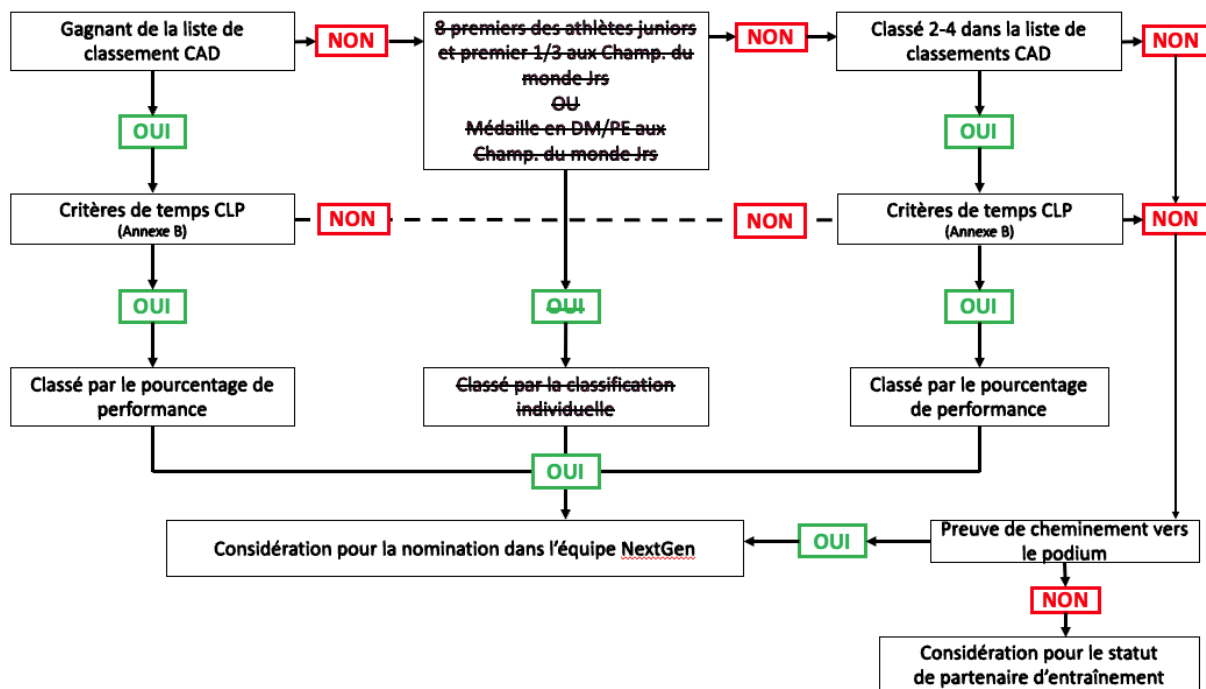 Gagnant de la liste de
classement CAD
NON
8 premiers des athlètes juniors
et premier 1/3 aux Champ. du
monde Jrs
OU
Médaille en DM/PE aux
Champ. du monde Jrs
NON
Classé 2-4 dans la liste de
classements CAD
NON
OUI
OUI
Critères de temps CLP
(Annexe B)
NON
NON
Critères de temps CLP
(Annexe B)
NON
OUI
OUI
OUI
Classé par le pourcentage de
performance
Classé par la classification
individuelle
Classé par le pourcentage
de performance
OUI
Considération pour la nomination dans l'équipe NextGen
OUI
Preuve de cheminement vers
le podium
NON
Considération pour le statut
de partenaire d'entraînement